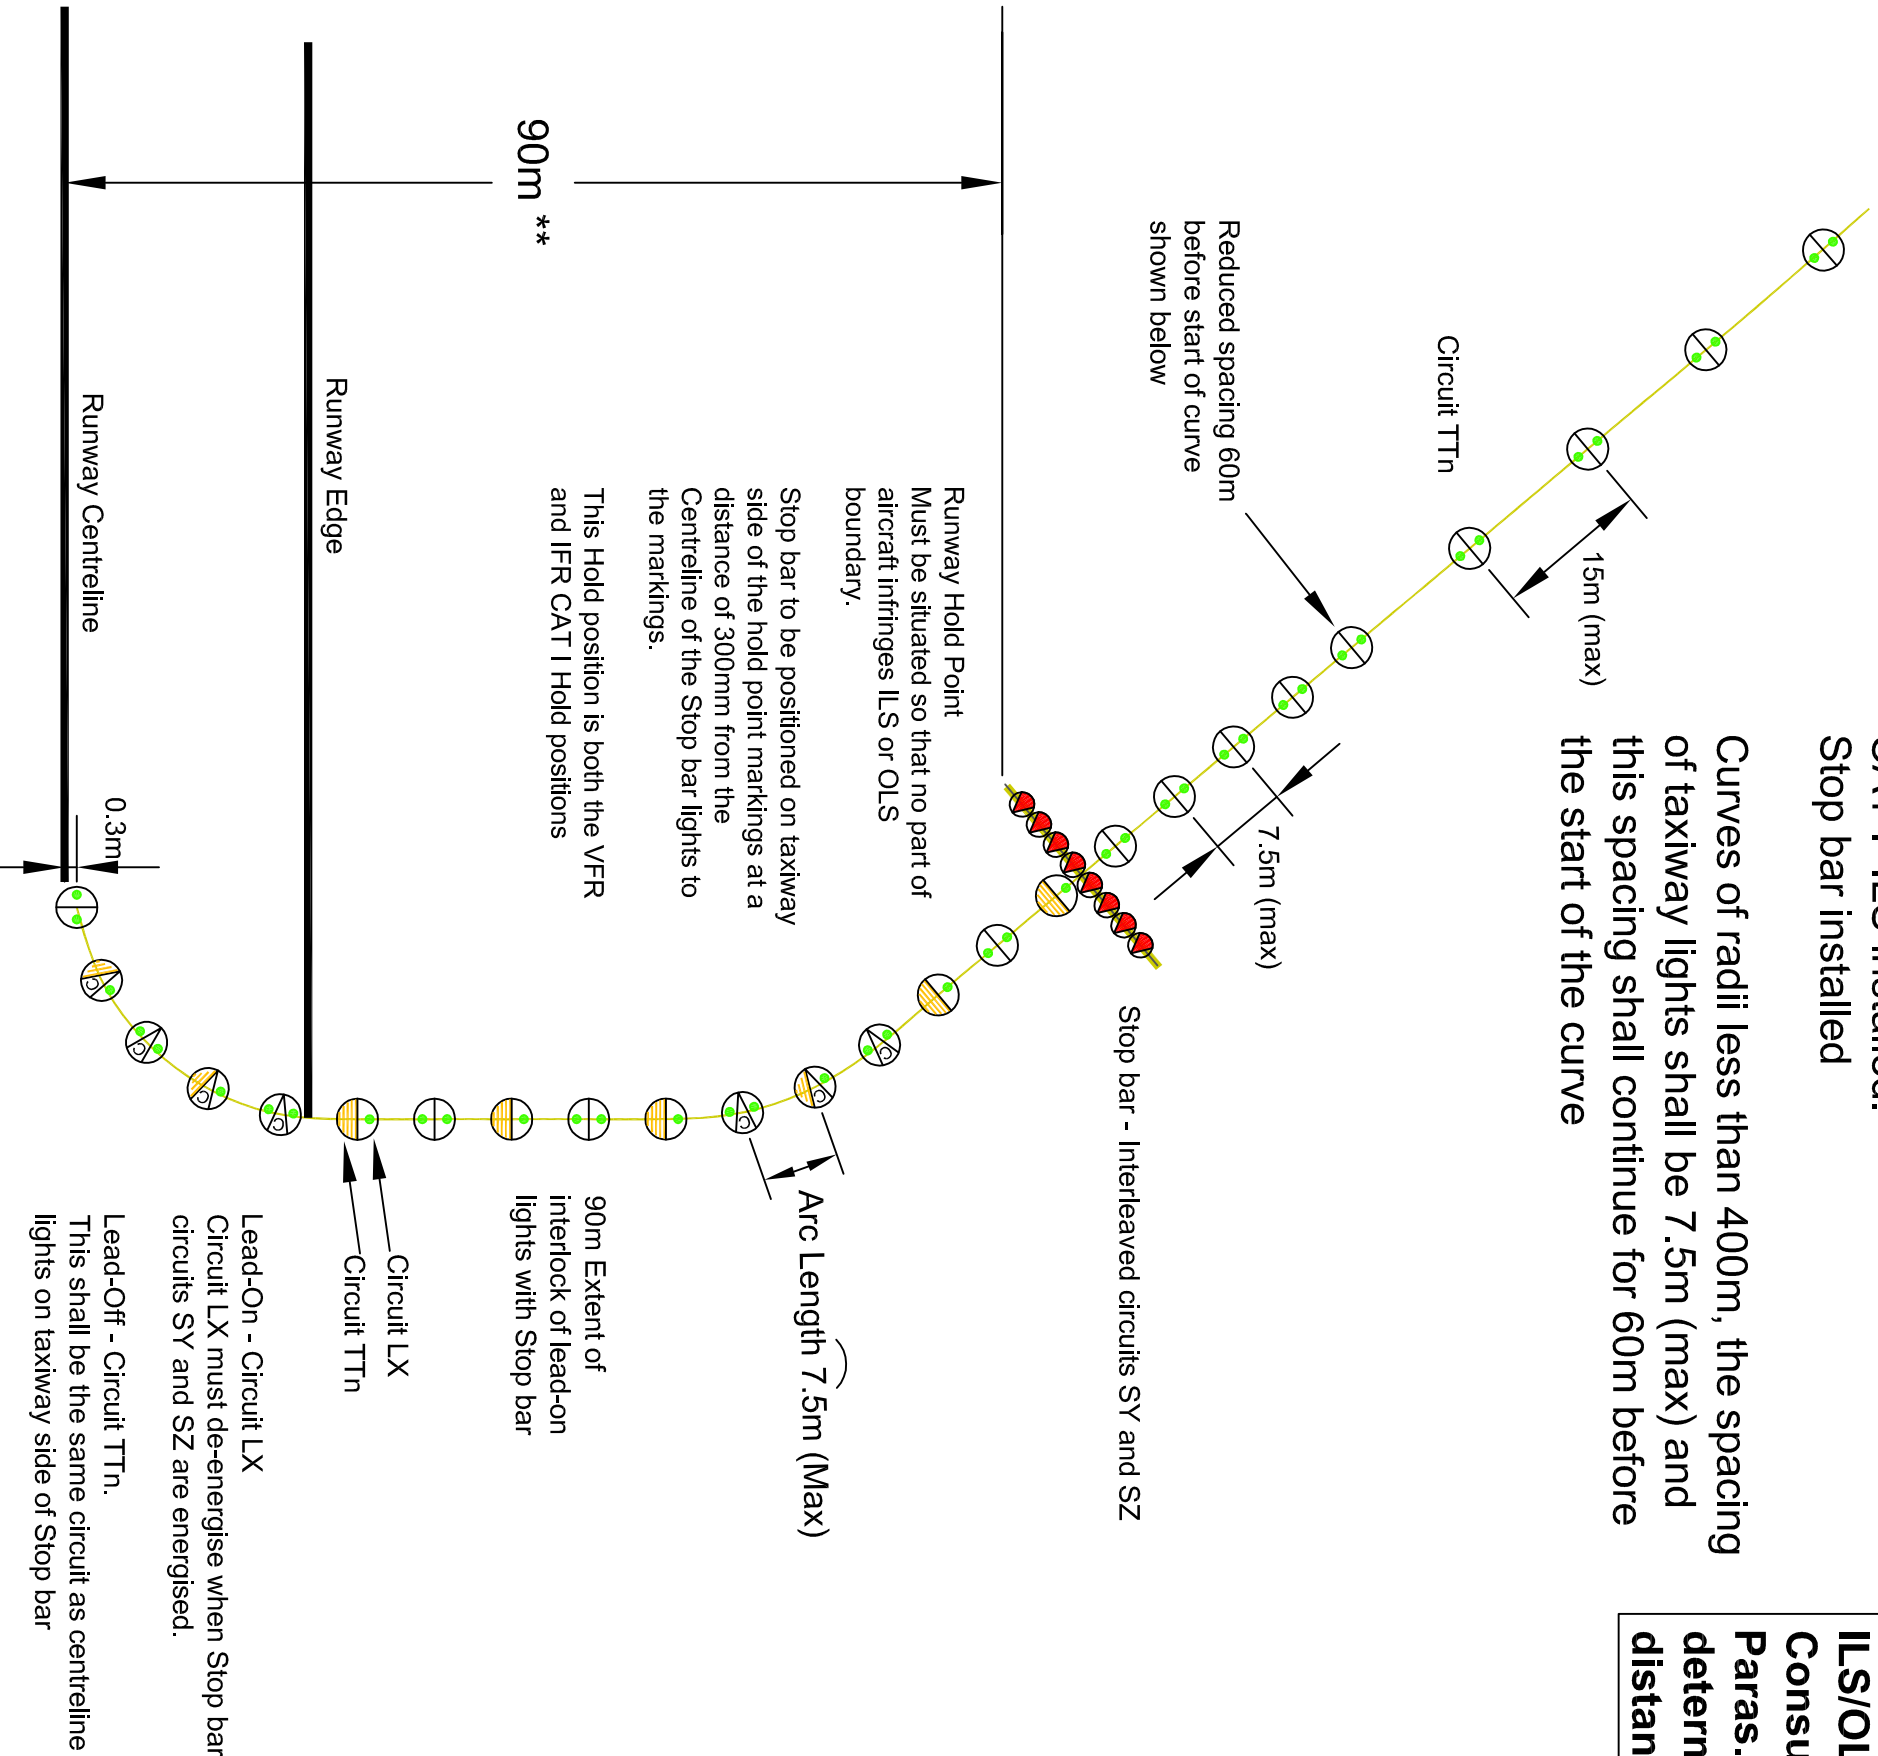 Stop bar installed
Curves of radii less than 400m, the spacing
of taxiway lights shall be 7.5m (max) and
this spacing shall continue for 60m before
the start of the curve
ILS/OL
Consu
Paras.
determ
distan
Circuit TTn
15m (max)
Reduced spacing 60m
before start of curve
shown below
7.5m (max)
Stop bar - Interleaved circuits SY and SZ
Runway Hold Point
Must be situated so that no part of
aircraft infringes ILS or OLS
boundary.
Stop bar to be positioned on taxiway
side of the hold point markings at a
distance of 300mm from the
Centreline of the Stop bar lights to
the markings.
This Hold position is both the VFR
and IFR CAT I Hold positions
90m **
Arc Length 7.5m (Max)
C
C
C
C
C
C
C
90m Extent of
interlock of lead-on
lights with Stop bar
Circuit LX
Circuit TTn
Runway Edge
Lead-On - Circuit LX
Circuit LX must de-energise when Stop bar
circuits SY and SZ are energised.
Runway Centreline
0.3m
Lead-Off - Circuit TTn.
This shall be the same circuit as centreline
lights on taxiway side of Stop bar